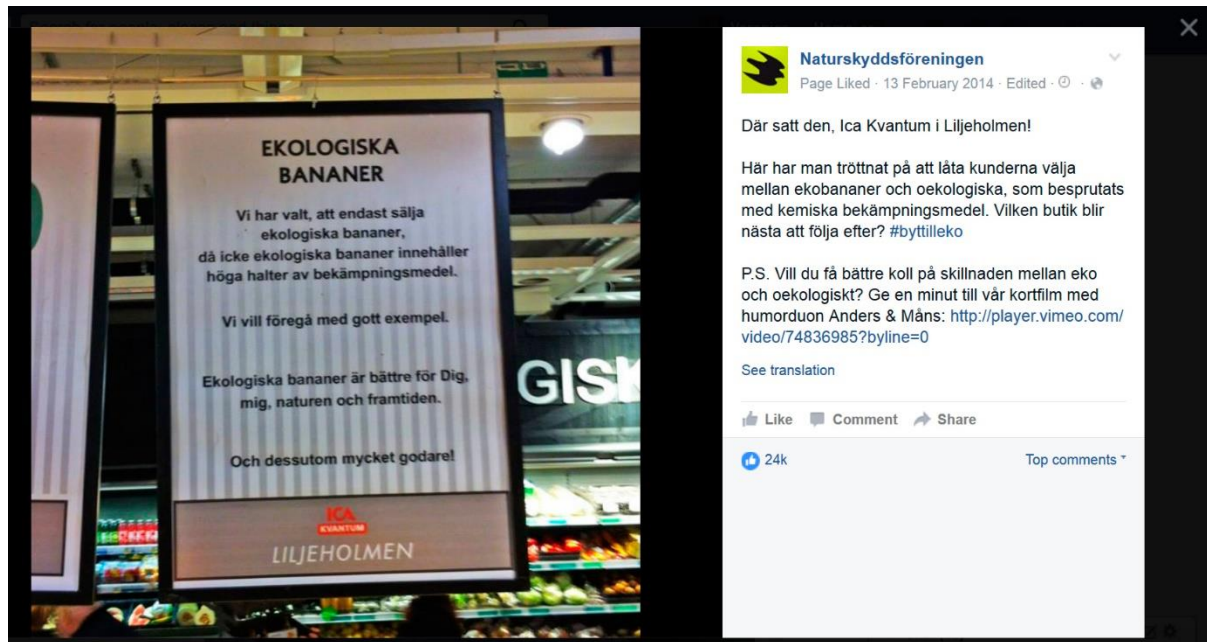 EKOLOGISKA
BANANER
Vi har valt, att endast sälja
ekologiska bananer,
då icke ekologiska bananer innehåller
höga halter av bekämpningsmedel.
Vi vill föregå med gott exempel.
Ekologiska bananer är bättre för Dig,
mig, naturen och framtiden.
Och dessutom mycket godare!
ICA
KVANTUM
LILJEHOLMEN
GISK
Naturskyddsföreningen
Page Liked · 13 February 2014 · Edited ·
Där satt den, Ica Kvantum i Liljeholmen!
Här har man tröttnat på att låta kunderna välja
mellan ekobananer och oekologiska, som besprutats
med kemiska bekämpningsmedel. Vilken butik blir
nästa att följa efter? #byttilleko
P.S. Vill du få bättre koll på skillnaden mellan eko
och oekologiskt? Ge en minut till vår kortfilm med
humorduon Anders & Måns: http://player.vimeo.com/
video/74836985?byline=0
See translation
Like Comment Share
24k Top comments